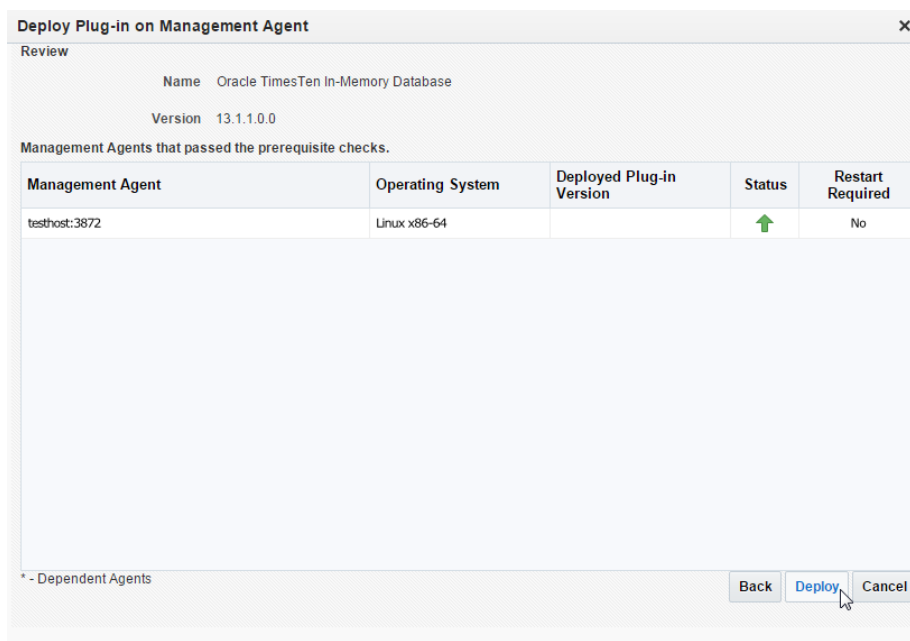 Deploy Plug-in on Management Agent
Review
Name Oracle TimesTen In-Memory Database
Version 13.1.1.0.0
Management Agents that passed the prerequisite checks.
Management Agent Operating System Deployed Plug-in Version Status Restart Required
testhost:3872 Linux x86-64 No
* - Dependent Agents
Back Deploy Cancel